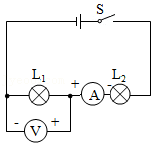 S
L₁ L₂
+ A -
- V +